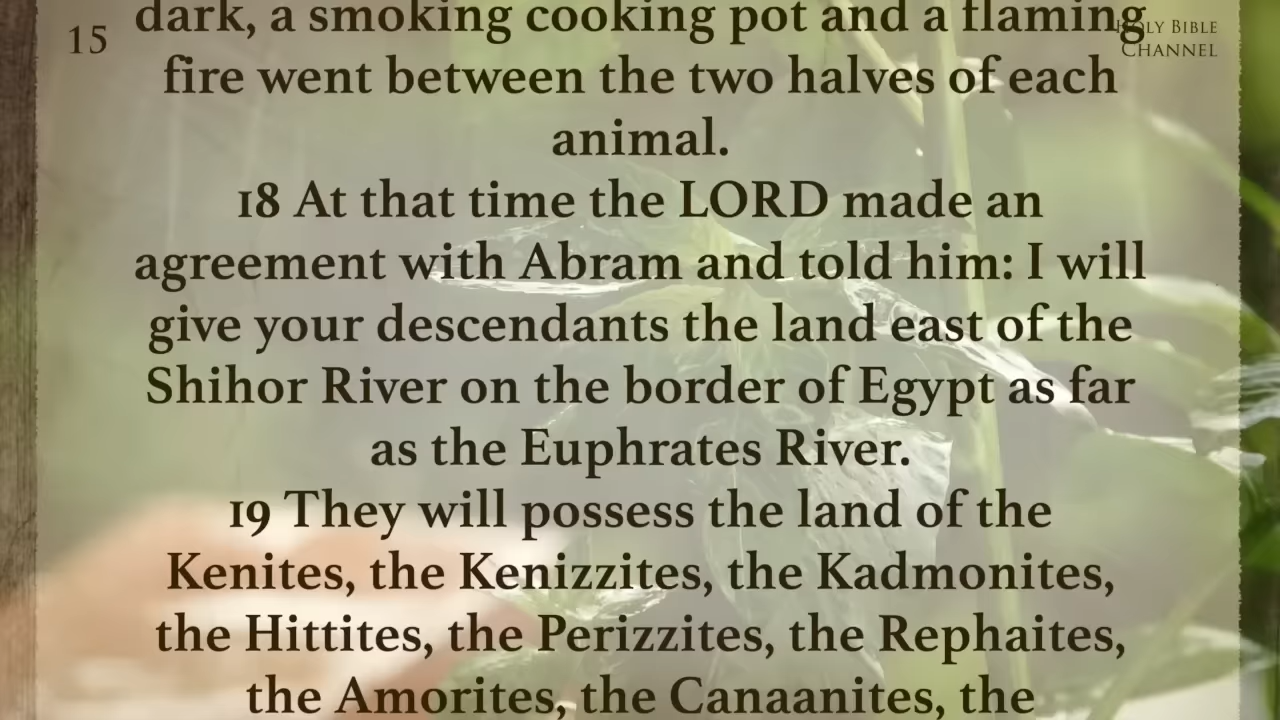 15
HOLY BIBLE
CHANNEL
dark, a smoking cooking pot and a flaming
fire went between the two halves of each
animal.
18 At that time the LORD made an
agreement with Abram and told him: I will
give your descendants the land east of the
Shihor River on the border of Egypt as far
as the Euphrates River.
19 They will possess the land of the
Kenites, the Kenizzites, the Kadmonites,
the Hittites, the Perizzites, the Rephaites,
the Amorites, the Canaanites, the